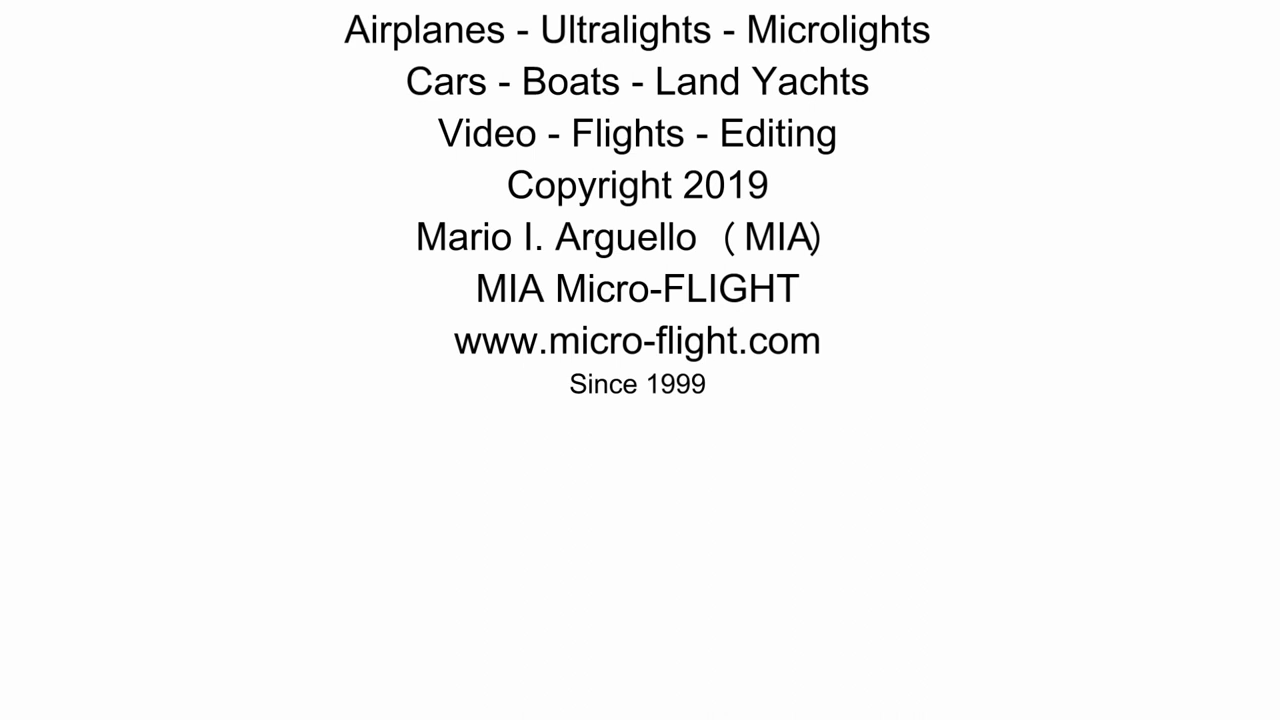 Airplanes - Ultralights - Microlights
Cars - Boats - Land Yachts
Video - Flights - Editing
Copyright 2019
Mario I. Arguello ( MIA)
MIA Micro-FLIGHT
www.micro-flight.com
Since 1999